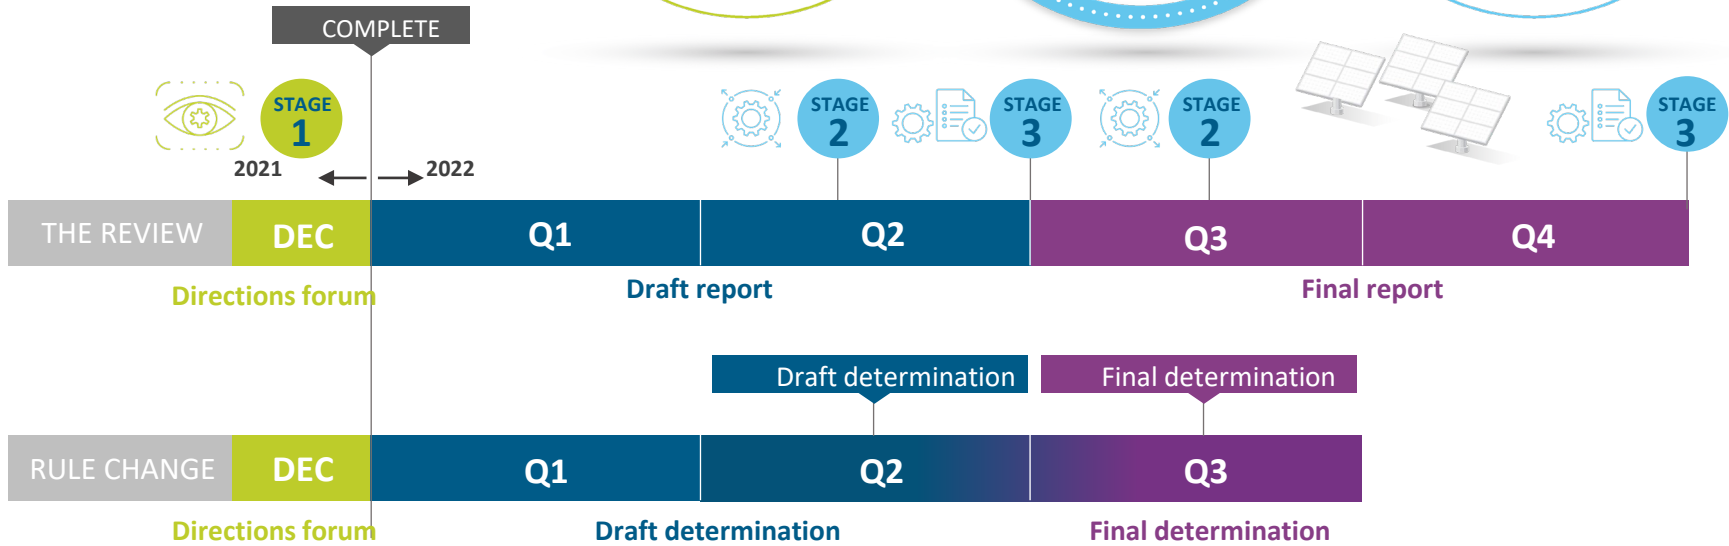 COMPLETE
STAGE
1
STAGE
2
STAGE
3
STAGE
2
STAGE
3
2021
2022
THE REVIEW
DEC
Q1
Q2
Q3
Q4
Directions forum
Draft report
Final report
Draft determination
Final determination
RULE CHANGE
DEC
Q1
Q2
Q3
Directions forum
Draft determination
Final determination